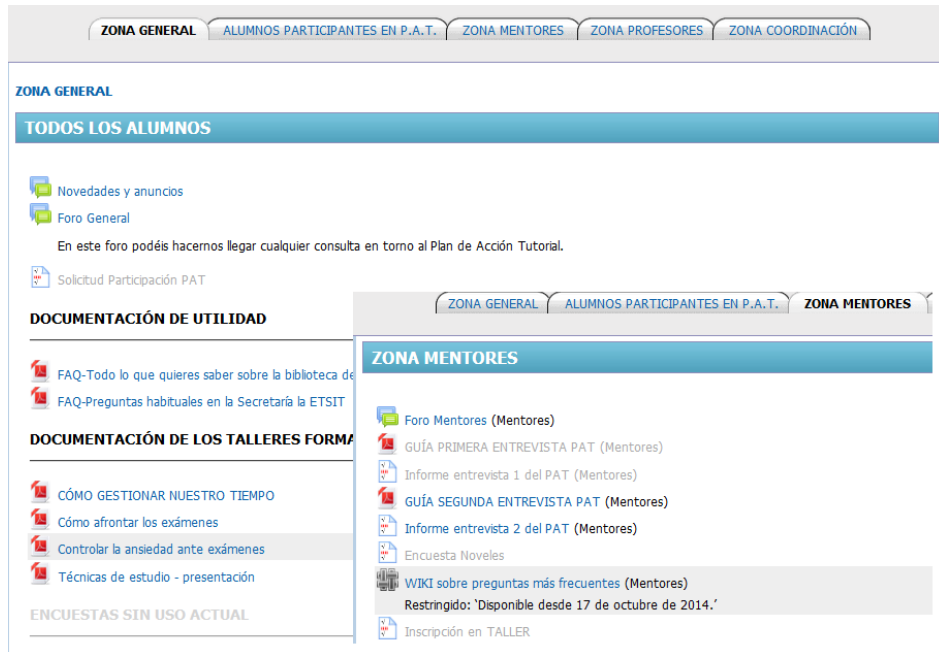 ZONA GENERAL ALUMNOS PARTICIPANTES EN P.A.T. ZONA MENTORES ZONA PROFESORES ZONA COORDINACIÓN
ZONA GENERAL
TODOS LOS ALUMNOS
Novedades y anuncios
Foro General
En este foro podéis hacernos llegar cualquier consulta en torno al Plan de Acción Tutorial.
Solicitud Participación PAT
DOCUMENTACIÓN DE UTILIDAD
FAQ-Todo lo que quieres saber sobre la biblioteca de
FAQ-Preguntas habituales en la Secretaría la ETSIT
DOCUMENTACIÓN DE LOS TALLERES FORMA
CÓMO GESTIONAR NUESTRO TIEMPO
Cómo afrontar los exámenes
Controlar la ansiedad ante exámenes
Técnicas de estudio - presentación
ENCUESTAS SIN USO ACTUAL
ZONA GENERAL ALUMNOS PARTICIPANTES EN P.A.T. ZONA MENTORES
ZONA MENTORES
Foro Mentores (Mentores)
GUÍA PRIMERA ENTREVISTA PAT (Mentores)
Informe entrevista 1 del PAT (Mentores)
GUÍA SEGUNDA ENTREVISTA PAT (Mentores)
Informe entrevista 2 del PAT (Mentores)
Encuesta Noveles
WIKI sobre preguntas más frecuentes (Mentores)
Restringido: ‘Disponible desde 17 de octubre de 2014.’
Inscripción en TALLER